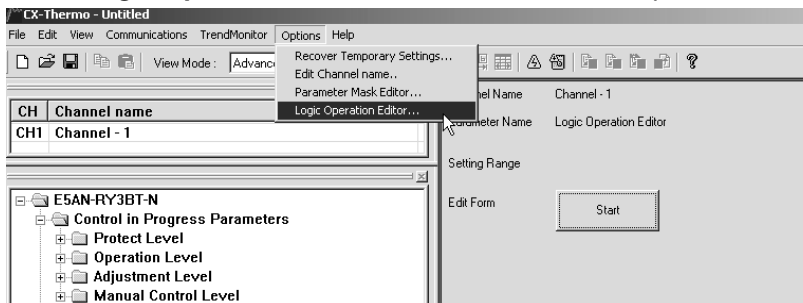 CX-Thermo - Untitled
File Edit View Communications TrendMonitor Options Help
View Mode : Advanc
Recover Temporary Settings...
Edit Channel name..
Parameter Mask Editor...
Logic Operation Editor...
CH Channel name
CH1 Channel - 1
nel Name Channel - 1
Parameter Name Logic Operation Editor
Setting Range
Edit Form Start
E5AN-RY3BT-N
Control in Progress Parameters
Protect Level
Operation Level
Adjustment Level
Manual Control Level